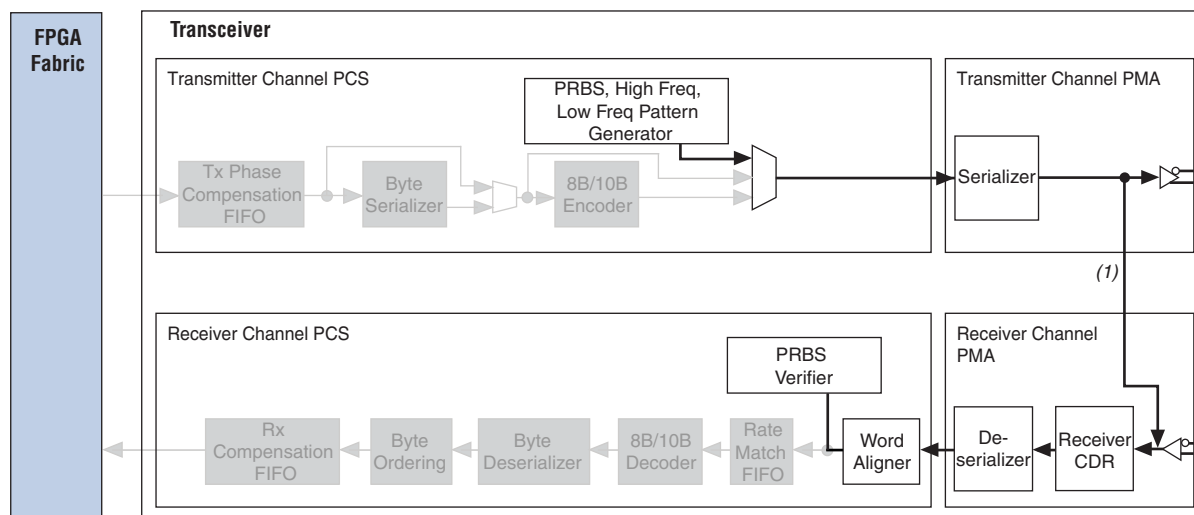 FPGA
Fabric
Transceiver
Transmitter Channel PCS
PRBS, High Freq,
Low Freq Pattern
Generator
Tx Phase
Compensation
FIFO
Byte
Serializer
8B/10B
Encoder
Transmitter Channel PMA
Serializer
(1)
Receiver Channel PCS
PRBS
Verifier
Rx
Compensation
FIFO
Byte
Ordering
Byte
Deserializer
8B/10B
Decoder
Rate
Match
FIFO
Word
Aligner
Receiver Channel
PMA
De-
serializer
Receiver
CDR